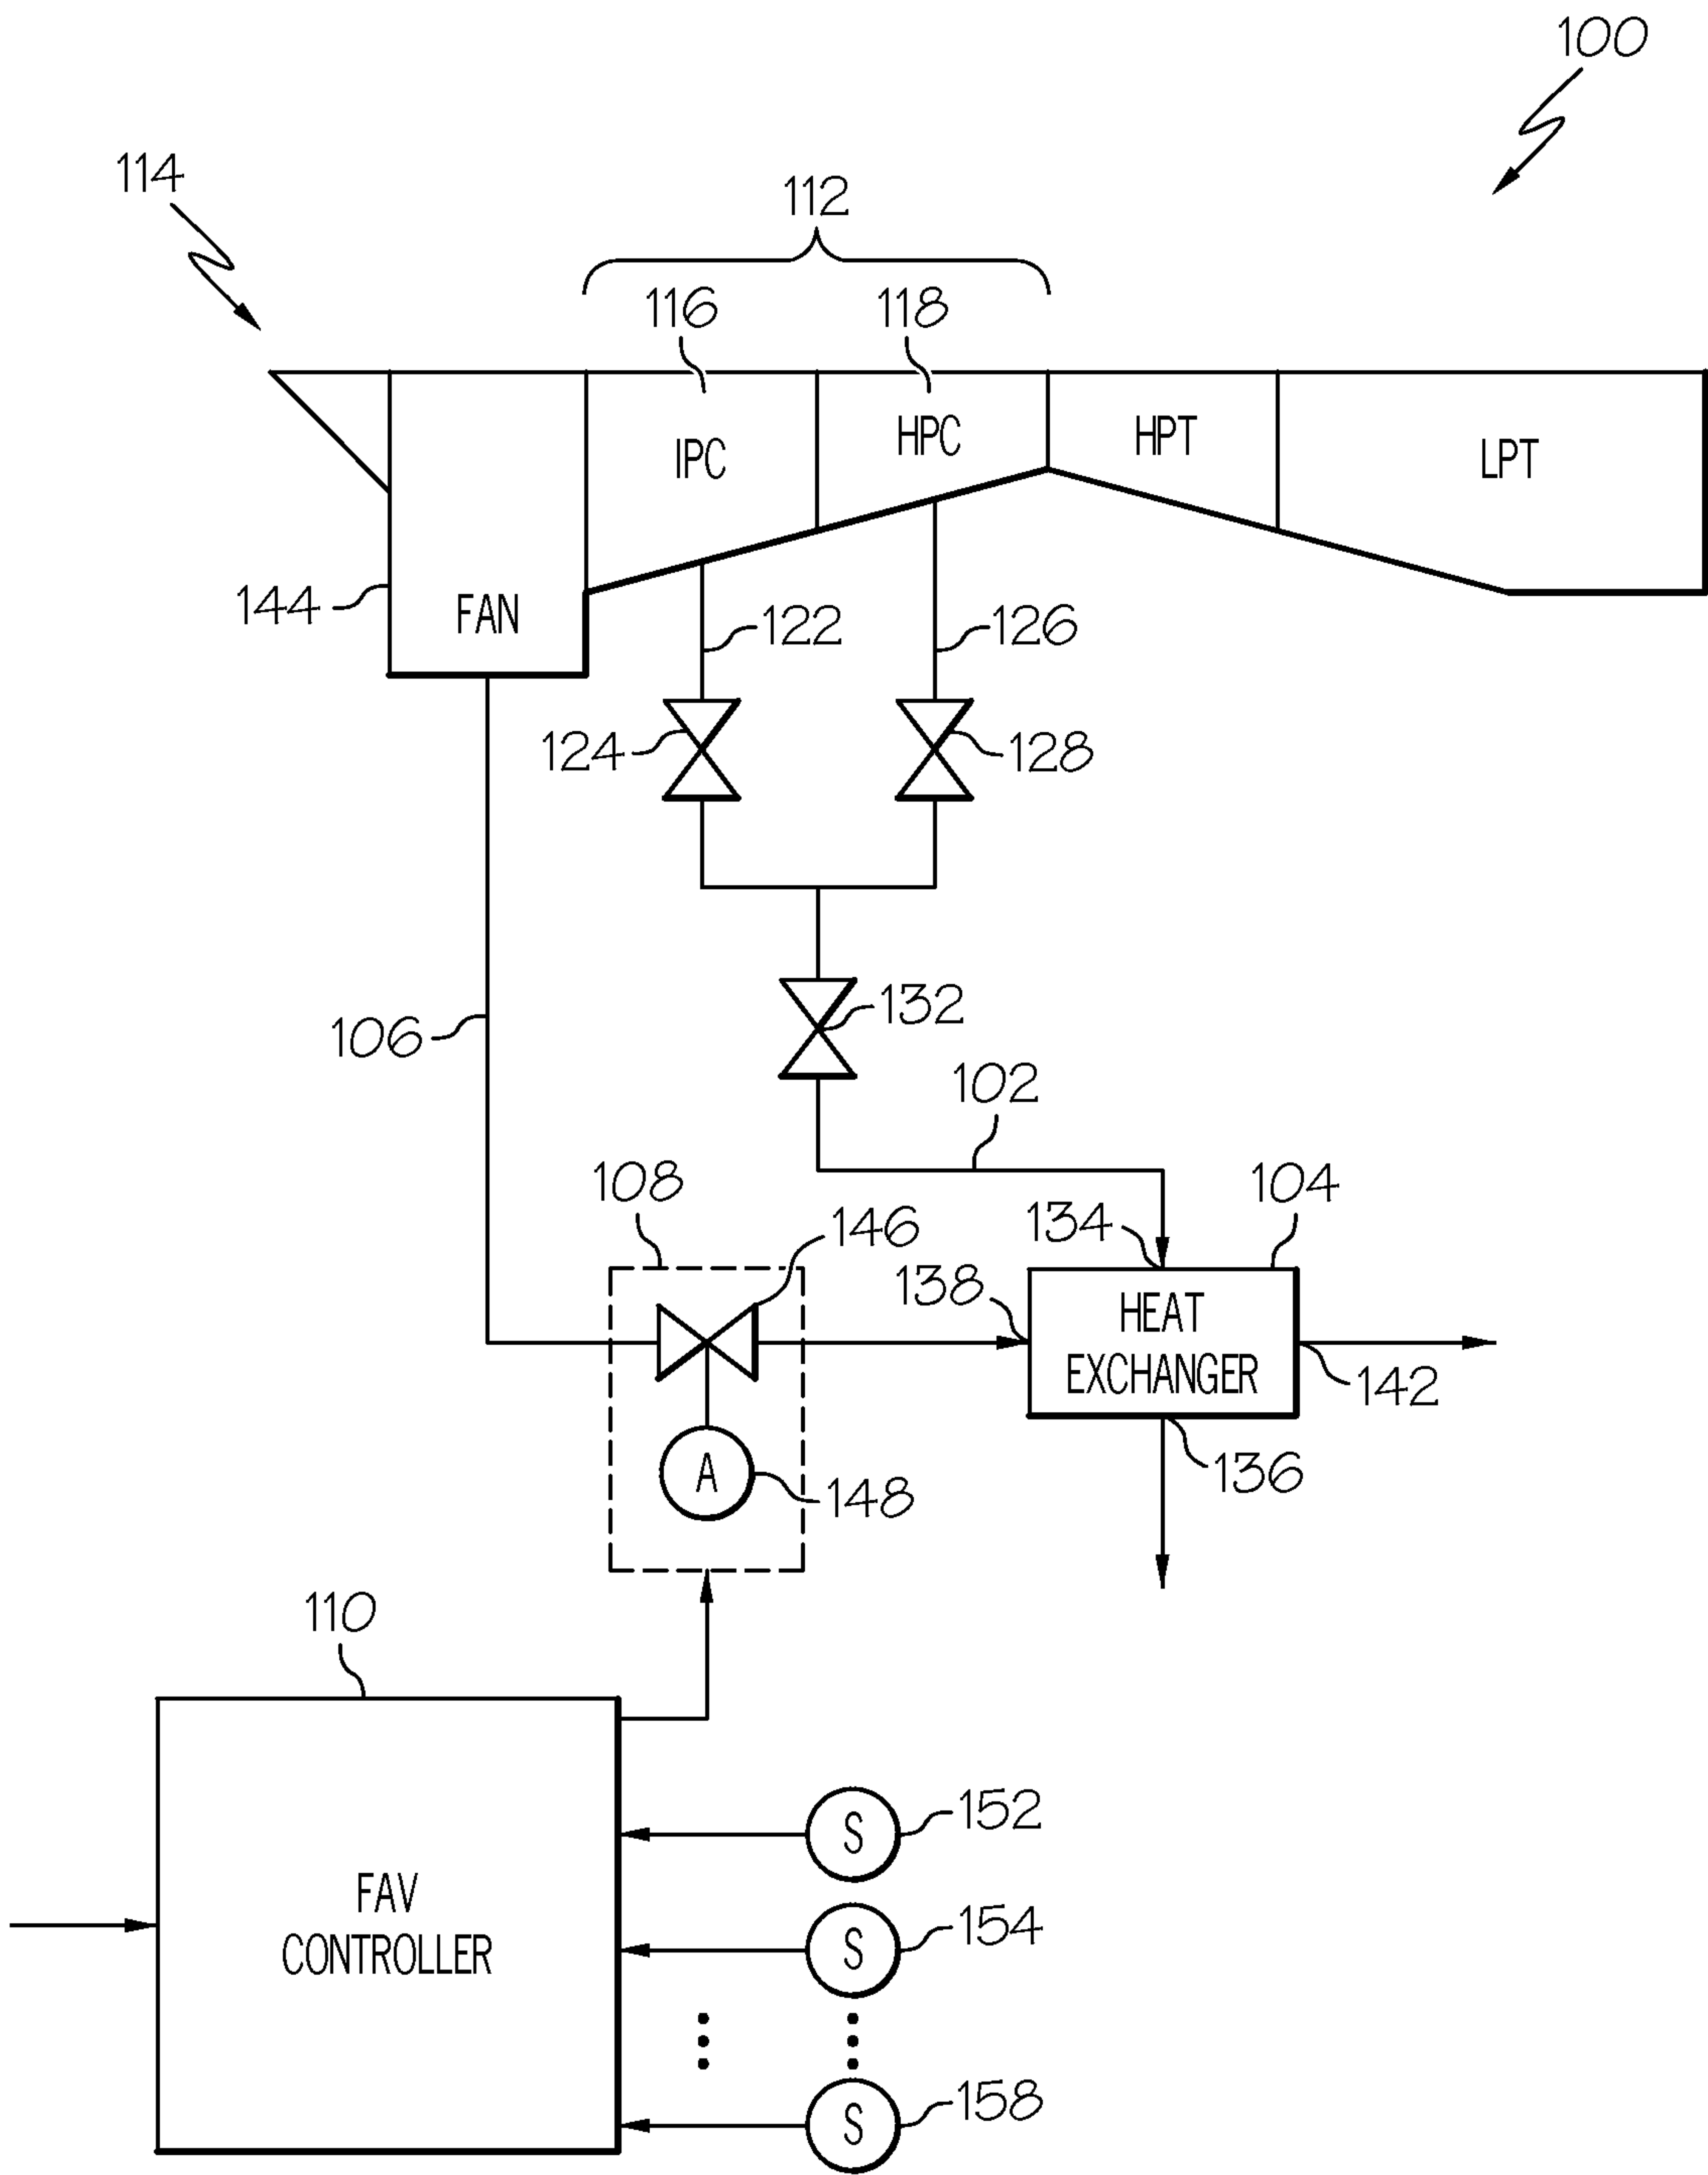 100
114
112
116
118
IPC
HPC
HPT
LPT
144
FAN
122
126
124
128
132
106
102
108
146
134
104
138
HEAT
EXCHANGER
142
136
A
148
110
152
S
FAV
CONTROLLER
154
S
158
S